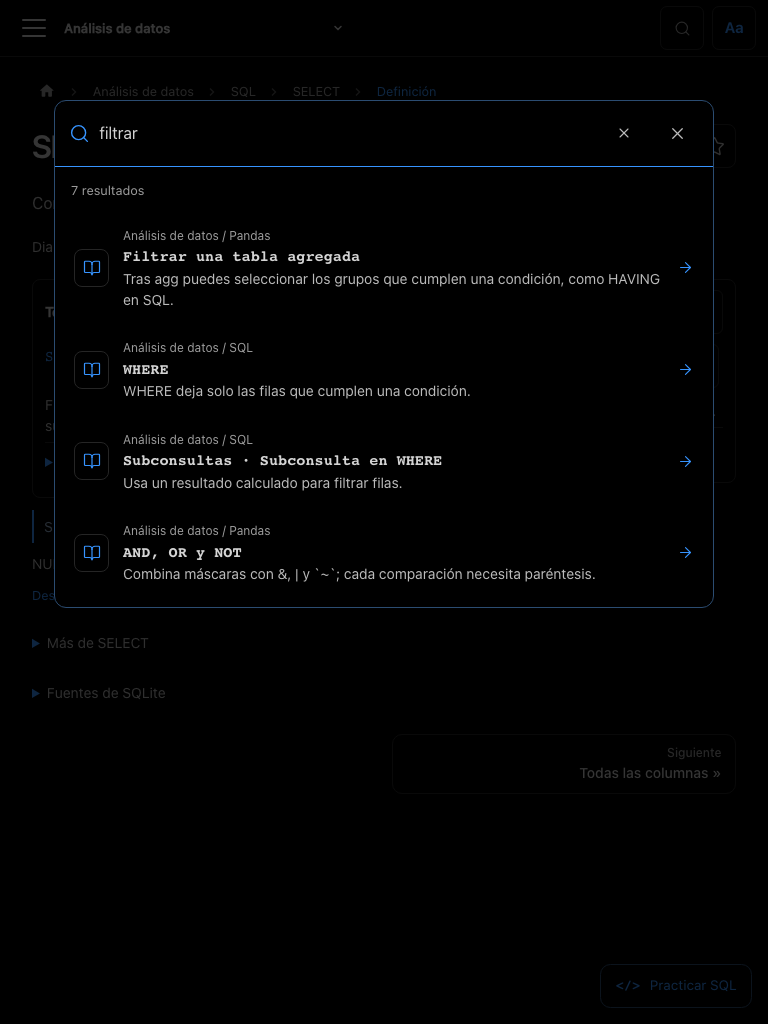 Análisis de datos
Aa
Análisis de datos > SQL > SELECT > Definición
filtrar
7 resultados
Análisis de datos / Pandas
Filtrar una tabla agregada
Tras agg puedes seleccionar los grupos que cumplen una condición, como HAVING
en SQL.
Análisis de datos / SQL
WHERE
WHERE deja solo las filas que cumplen una condición.
Análisis de datos / SQL
Subconsultas · Subconsulta en WHERE
Usa un resultado calculado para filtrar filas.
Análisis de datos / Pandas
AND, OR y NOT
Combina máscaras con &, | y `~`; cada comparación necesita paréntesis.
Más de SELECT
Fuentes de SQLite
Siguiente
Todas las columnas »
</> Practicar SQL